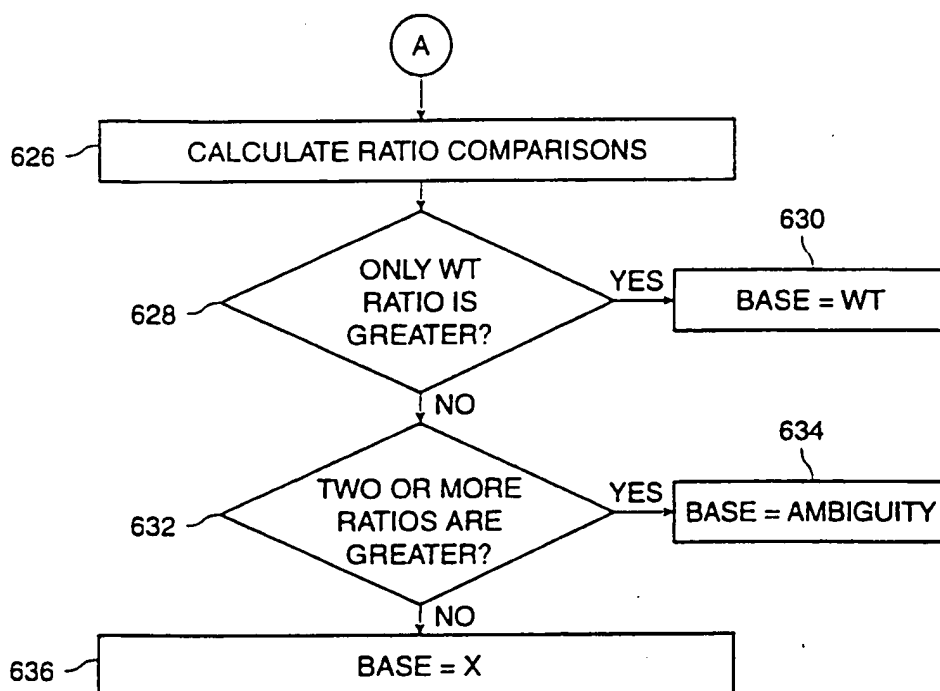 A
626
CALCULATE RATIO COMPARISONS
628
ONLY WT
RATIO IS
GREATER?
YES
630
BASE = WT
NO
632
TWO OR MORE
RATIOS ARE
GREATER?
YES
634
BASE = AMBIGUITY
NO
636
BASE = X